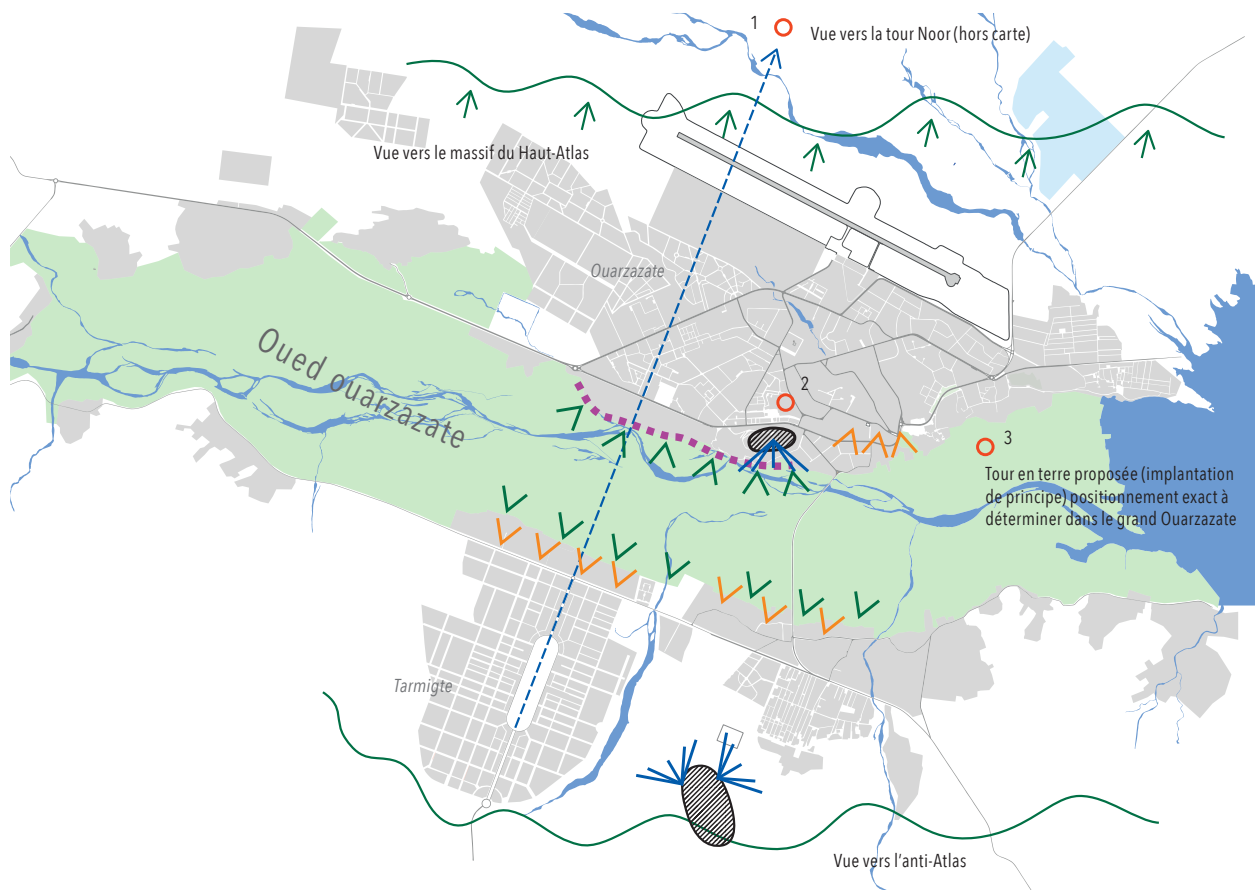 1
Vue vers la tour Noor (hors carte)
Vue vers le massif du Haut-Atlas
Ouarzazate
Oued ouarzazate
2
3
Tour en terre proposée (implantation
de principe) positionnement exact à
déterminer dans le grand Ouarzazate
Tarmigte
Vue vers l'anti-Atlas